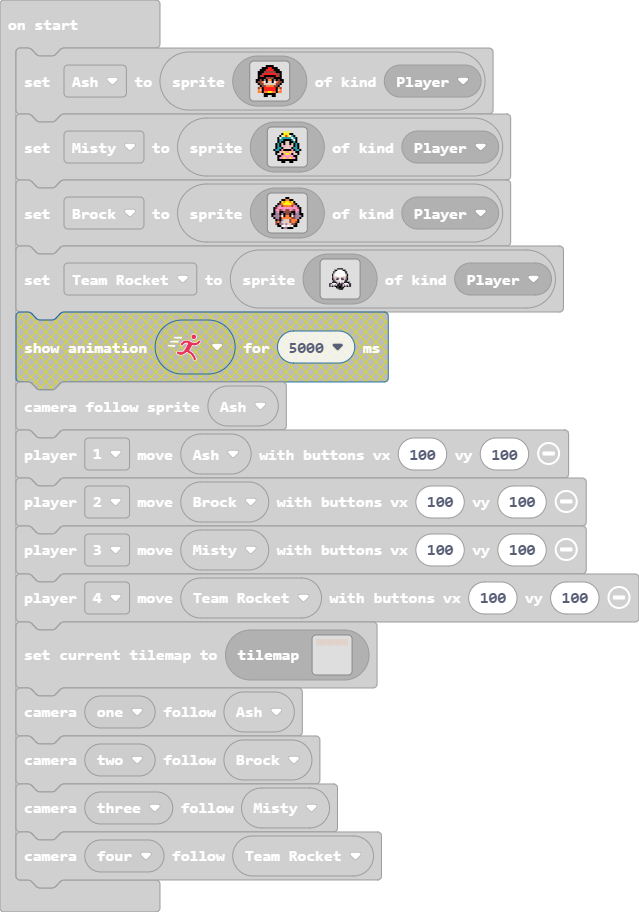 on start
set Ash to sprite of kind Player
set Misty to sprite of kind Player
set Brock to sprite of kind Player
set Team Rocket to sprite of kind Player
show animation for 5000 ms
camera follow sprite Ash
player 1 move Ash with buttons vx 100 vy 100
player 2 move Brock with buttons vx 100 vy 100
player 3 move Misty with buttons vx 100 vy 100
player 4 move Team Rocket with buttons vx 100 vy 100
set current tilemap to tilemap
camera one follow Ash
camera two follow Brock
camera three follow Misty
camera four follow Team Rocket